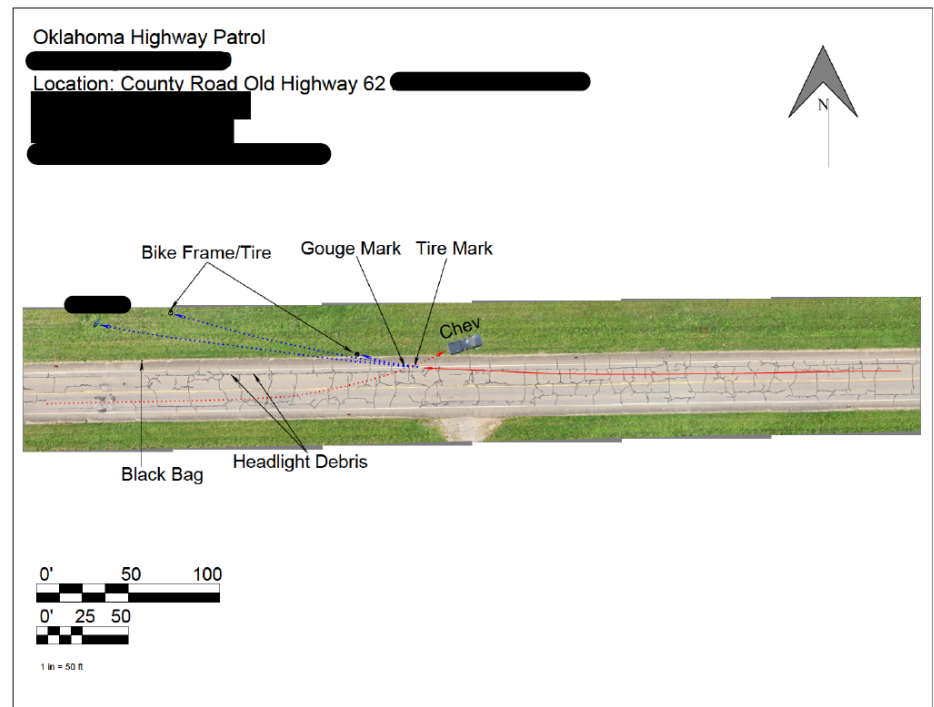 Oklahoma Highway Patrol
Location: County Road Old Highway 62
N
Bike Frame/Tire
Gouge Mark
Tire Mark
Chev
Black Bag
Headlight Debris
0' 50 100
0' 25 50
1 in = 50 ft